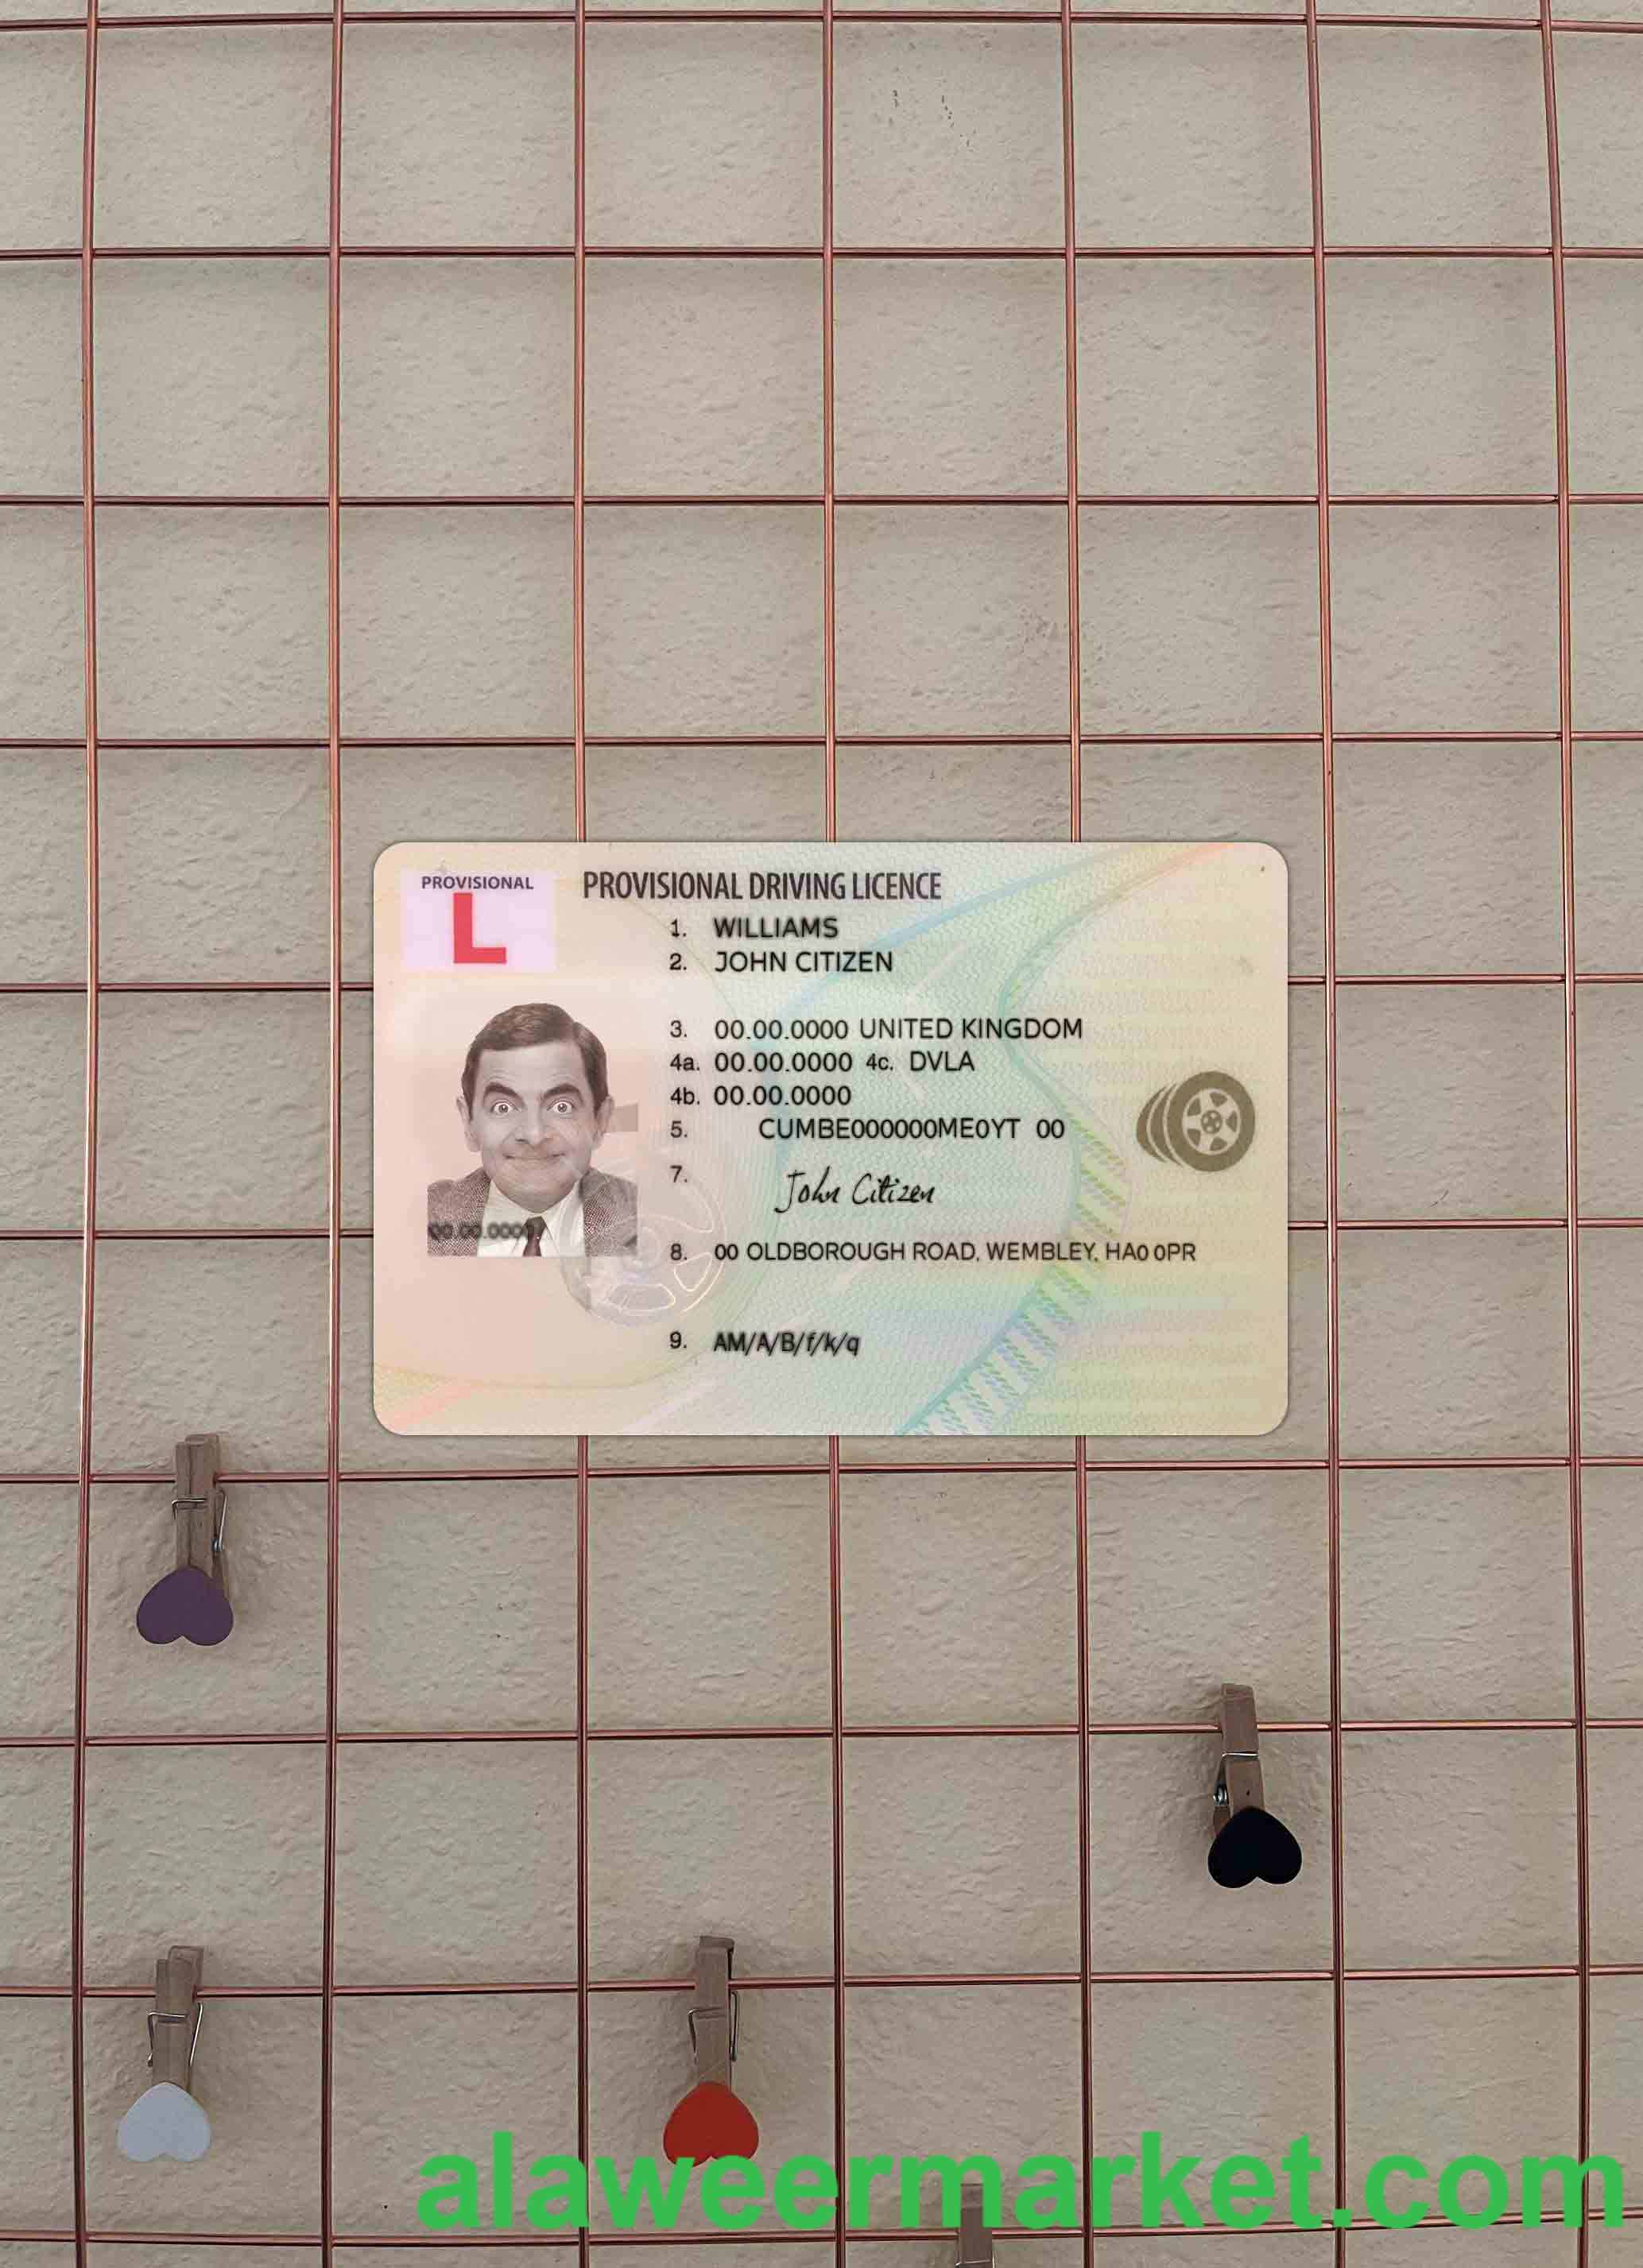 PROVISIONAL
L
PROVISIONAL DRIVING LICENCE
1. WILLIAMS
2. JOHN CITIZEN
3. 00.00.0000 UNITED KINGDOM
4a. 00.00.0000 4c. DVLA
4b. 00.00.0000
5. CUMBE000000ME0YT 00
7. John Citizen
00.00.0000
8. 00 OLDBOROUGH ROAD, WEMBLEY, HA0 0PR
9. AM/A/B/f/k/q
alaweermarket.com